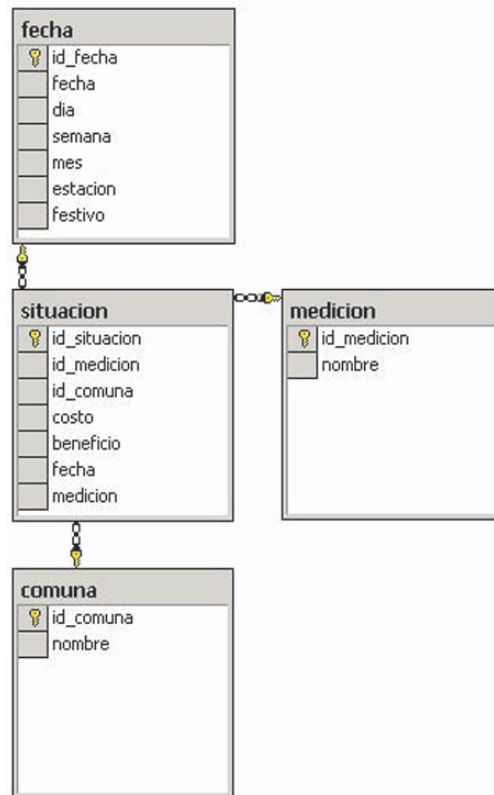 fecha
id_fecha
fecha
dia
semana
mes
estacion
festivo
situacion
id_situacion
id_medicion
id_comuna
costo
beneficio
fecha
medicion
medicion
id_medicion
nombre
comuna
id_comuna
nombre